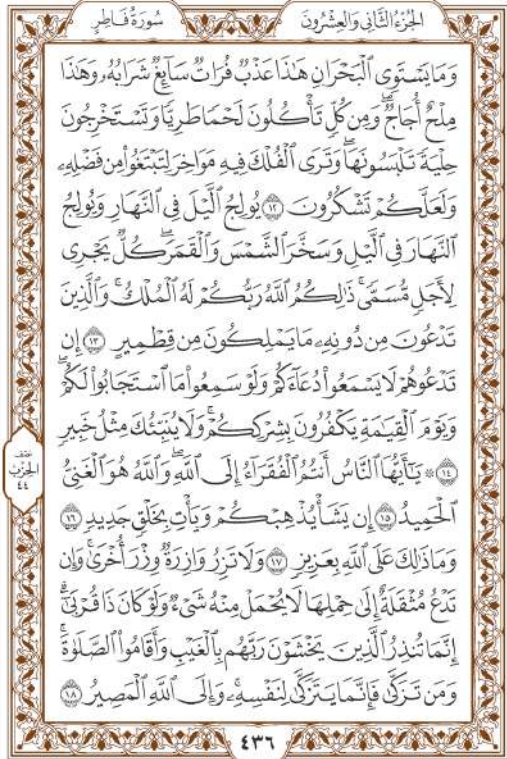 الجُزْءُ الثَّانِي وَالعِشْرُونَ
سُورَةُ فَاطِرٍ
وَمَا يَسْتَوِي ٱلْبَحْرَانِ هَٰذَا عَذْبٌ فُرَاتٌ سَآئِغٌ شَرَابُهُۥ وَهَٰذَا
مِلْحٌ أُجَاجٌ ۖ وَمِن كُلٍّ تَأْكُلُونَ لَحْمًا طَرِيًّا وَتَسْتَخْرِجُونَ
حِلْيَةً تَلْبَسُونَهَا ۖ وَتَرَى ٱلْفُلْكَ فِيهِ مَوَاخِرَ لِتَبْتَغُوا۟ مِن فَضْلِهِۦ
وَلَعَلَّكُمْ تَشْكُرُونَ ١٢ يُولِجُ ٱلَّيْلَ فِي ٱلنَّهَارِ وَيُولِجُ
ٱلنَّهَارَ فِي ٱلَّيْلِ وَسَخَّرَ ٱلشَّمْسَ وَٱلْقَمَرَ ۖ كُلٌّ يَجْرِى
لِأَجَلٍ مُّسَمًّى ۚ ذَٰلِكُمُ ٱللَّهُ رَبُّكُمْ لَهُ ٱلْمُلْكُ ۚ وَٱلَّذِينَ
تَدْعُونَ مِن دُونِهِۦ مَا يَمْلِكُونَ مِن قِطْمِيرٍ ١٣ إِن
تَدْعُوهُمْ لَا يَسْمَعُوا۟ دُعَآءَكُمْ وَلَوْ سَمِعُوا۟ مَا ٱسْتَجَابُوا۟ لَكُمْ ۖ
وَيَوْمَ ٱلْقِيَٰمَةِ يَكْفُرُونَ بِشِرْكِكُمْ ۚ وَلَا يُنَبِّئُكَ مِثْلُ خَبِيرٍ
١٤ ۞ يَٰٓأَيُّهَا ٱلنَّاسُ أَنتُمُ ٱلْفُقَرَآءُ إِلَى ٱللَّهِ ۖ وَٱللَّهُ هُوَ ٱلْغَنِىُّ
ٱلْحَمِيدُ ١٥ إِن يَشَأْ يُذْهِبْكُمْ وَيَأْتِ بِخَلْقٍ جَدِيدٍ ١٦
وَمَا ذَٰلِكَ عَلَى ٱللَّهِ بِعَزِيزٍ ١٧ وَلَا تَزِرُ وَازِرَةٌ وِزْرَ أُخْرَىٰ ۚ وَإِن
تَدْعُ مُثْقَلَةٌ إِلَىٰ حِمْلِهَا لَا يُحْمَلْ مِنْهُ شَىْءٌ وَلَوْ كَانَ ذَا قُرْبَىٰٓ ۗ
إِنَّمَا تُنذِرُ ٱلَّذِينَ يَخْشَوْنَ رَبَّهُم بِٱلْغَيْبِ وَأَقَامُوا۟ ٱلصَّلَوٰةَ ۚ
وَمَن تَزَكَّىٰ فَإِنَّمَا يَتَزَكَّىٰ لِنَفْسِهِۦ ۚ وَإِلَى ٱللَّهِ ٱلْمَصِيرُ ١٨
نصف
الحزب
٤٤
٤٣٦